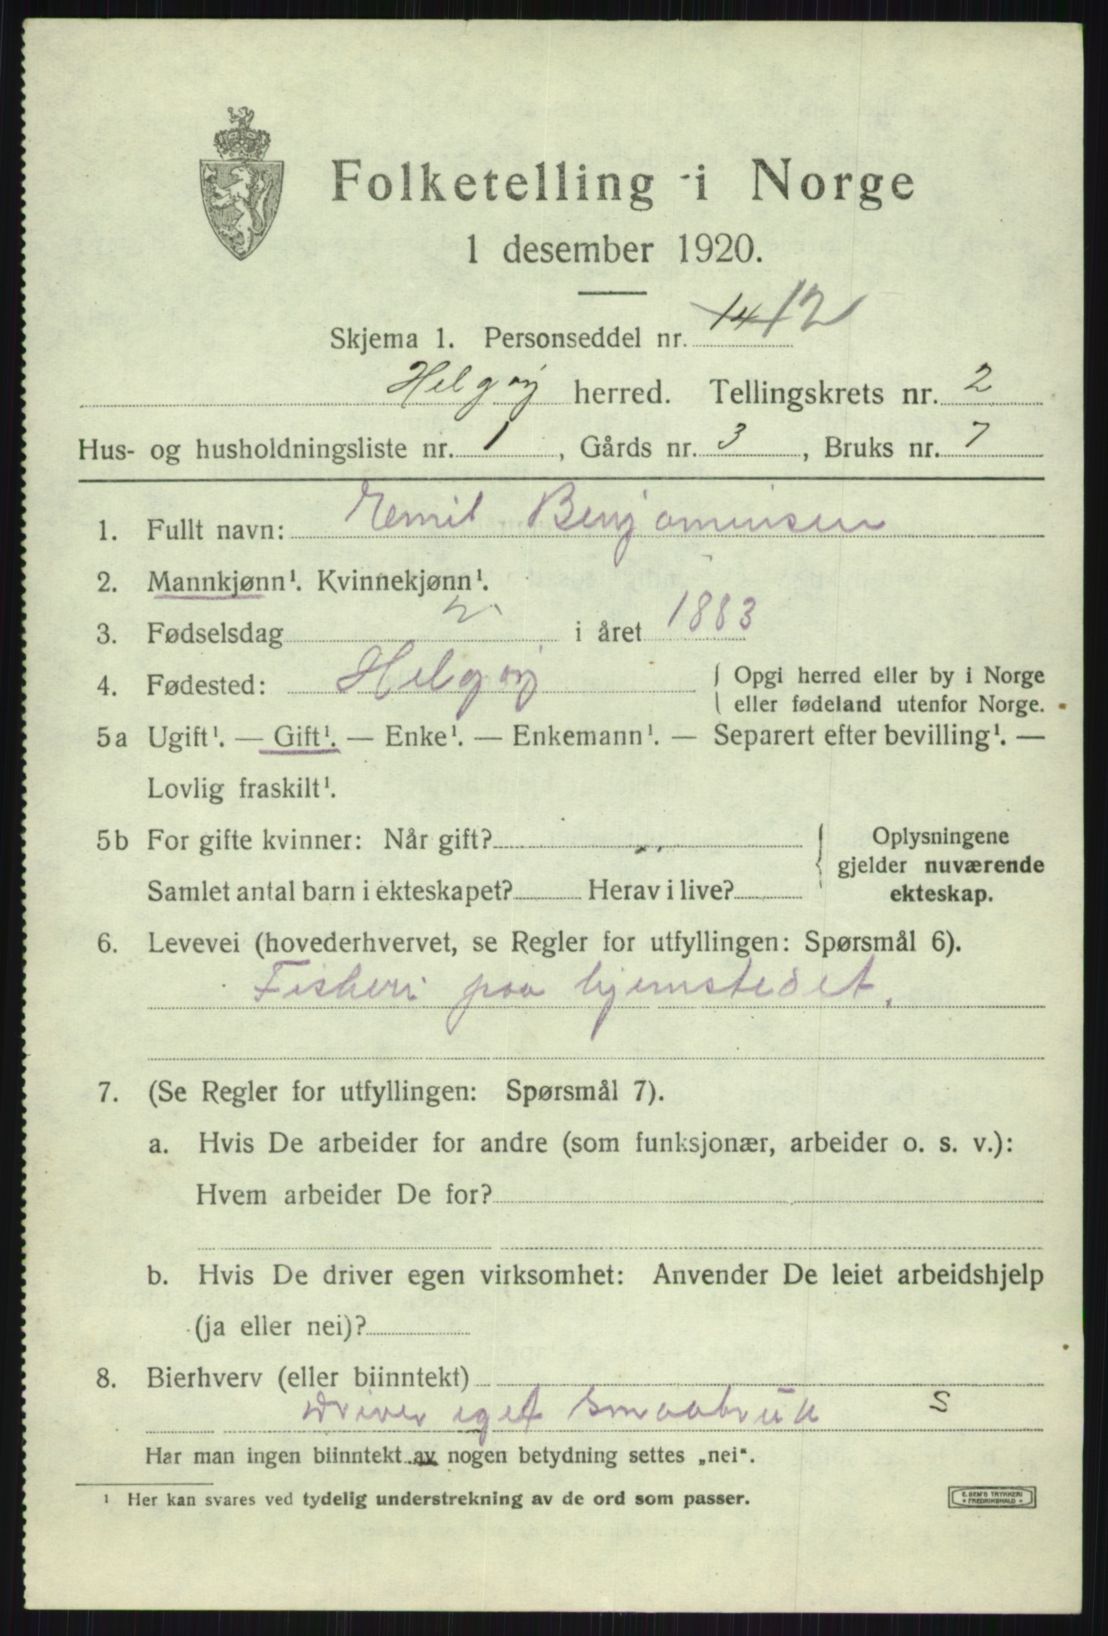 Folketelling i Norge
1 desember 1920.
Skjema 1. Personseddel nr. 14 12
Helgøy herred. Tellingskrets nr. 2
Hus- og husholdningsliste nr. 1, Gårds nr. 3, Bruks nr. 7
1. Fullt navn: Emil Benjaminsen
2. Mannkjønn¹. Kvinnekjønn¹.
3. Fødselsdag i året 1883
4. Fødested: Helgøy { Opgi herred eller by i Norge
eller fødeland utenfor Norge.
5a Ugift¹. — Gift¹. — Enke¹. — Enkemann¹. — Separert efter bevilling¹. —
Lovlig fraskilt¹.
5b For gifte kvinner: Når gift? „
Samlet antal barn i ekteskapet? Herav i live?
Oplysningene
gjelder nuværende
ekteskap.
6. Levevei (hovederhvervet, se Regler for utfyllingen: Spørsmål 6).
Fiskeri paa hjemstedet.
7. (Se Regler for utfyllingen: Spørsmål 7).
a. Hvis De arbeider for andre (som funksjonær, arbeider o. s. v.):
Hvem arbeider De for?
b. Hvis De driver egen virksomhet: Anvender De leiet arbeidshjelp
(ja eller nei)?
8. Bierhverv (eller biinntekt)
Driver eget smaabruk S
Har man ingen biinntekt av nogen betydning settes „nei“.
¹ Her kan svares ved tydelig understrekning av de ord som passer.
E. SEM'S TRYKKERI
FREDRIKSHALD